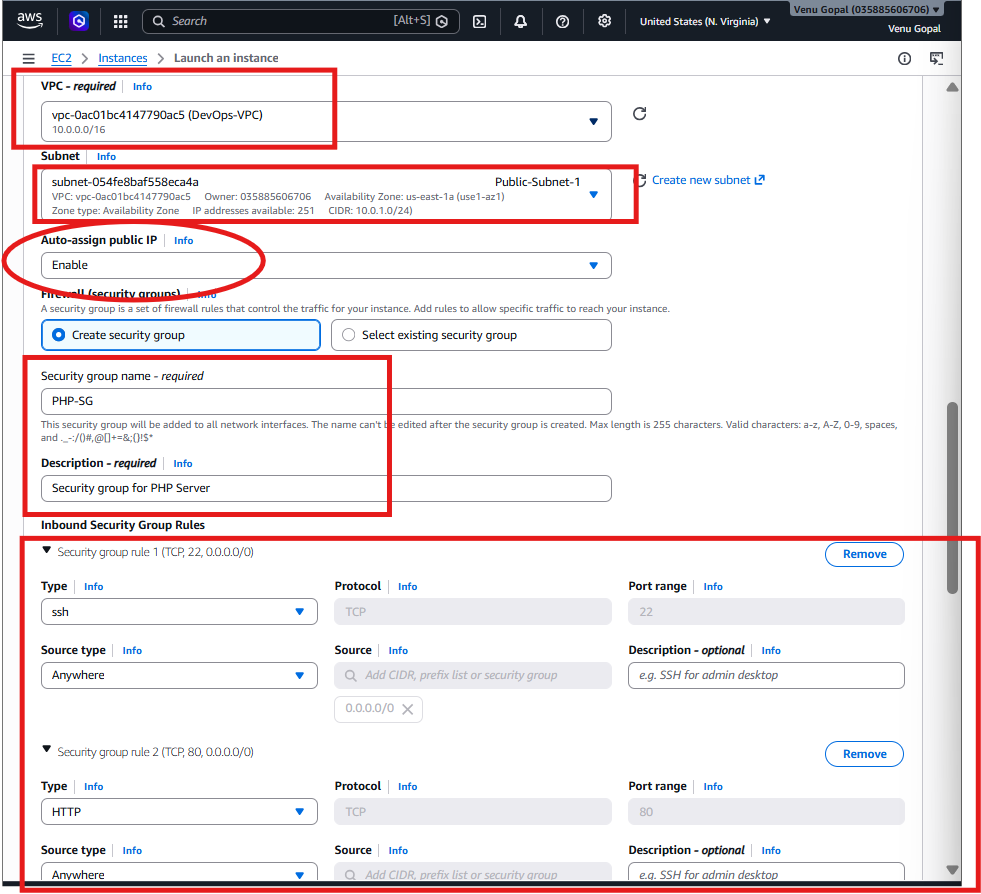 aws Search [Alt+S] United States (N. Virginia) Venu Gopal (035885606706)
Venu Gopal
EC2 Instances Launch an instance
VPC - required Info
vpc-0ac01bc4147790ac5 (DevOps-VPC)
10.0.0.0/16
Subnet Info
subnet-054fe8baf558eca4a Public-Subnet-1 Create new subnet
VPC: vpc-0ac01bc4147790ac5 Owner: 035885606706 Availability Zone: us-east-1a (use1-az1)
Zone type: Availability Zone IP addresses available: 251 CIDR: 10.0.1.0/24)
Auto-assign public IP Info
Enable
Firewall (security groups) Info
A security group is a set of firewall rules that control the traffic for your instance. Add rules to allow specific traffic to reach your instance.
Create security group Select existing security group
Security group name - required
PHP-SG
This security group will be added to all network interfaces. The name can't be edited after the security group is created. Max length is 255 characters. Valid characters: a-z, A-Z, 0-9, spaces,
and ._-:/()#,@[]+=&;{}!$*
Description - required Info
Security group for PHP Server
Inbound Security Group Rules
Security group rule 1 (TCP, 22, 0.0.0.0/0) Remove
Type Info Protocol Info Port range Info
ssh TCP 22
Source type Info Source Info Description - optional Info
Anywhere Add CIDR, prefix list or security group e.g. SSH for admin desktop
0.0.0.0/0
Security group rule 2 (TCP, 80, 0.0.0.0/0) Remove
Type Info Protocol Info Port range Info
HTTP TCP 80
Source type Info Source Info Description - optional Info
Anywhere Add CIDR, prefix list or security group e.g. SSH for admin desktop